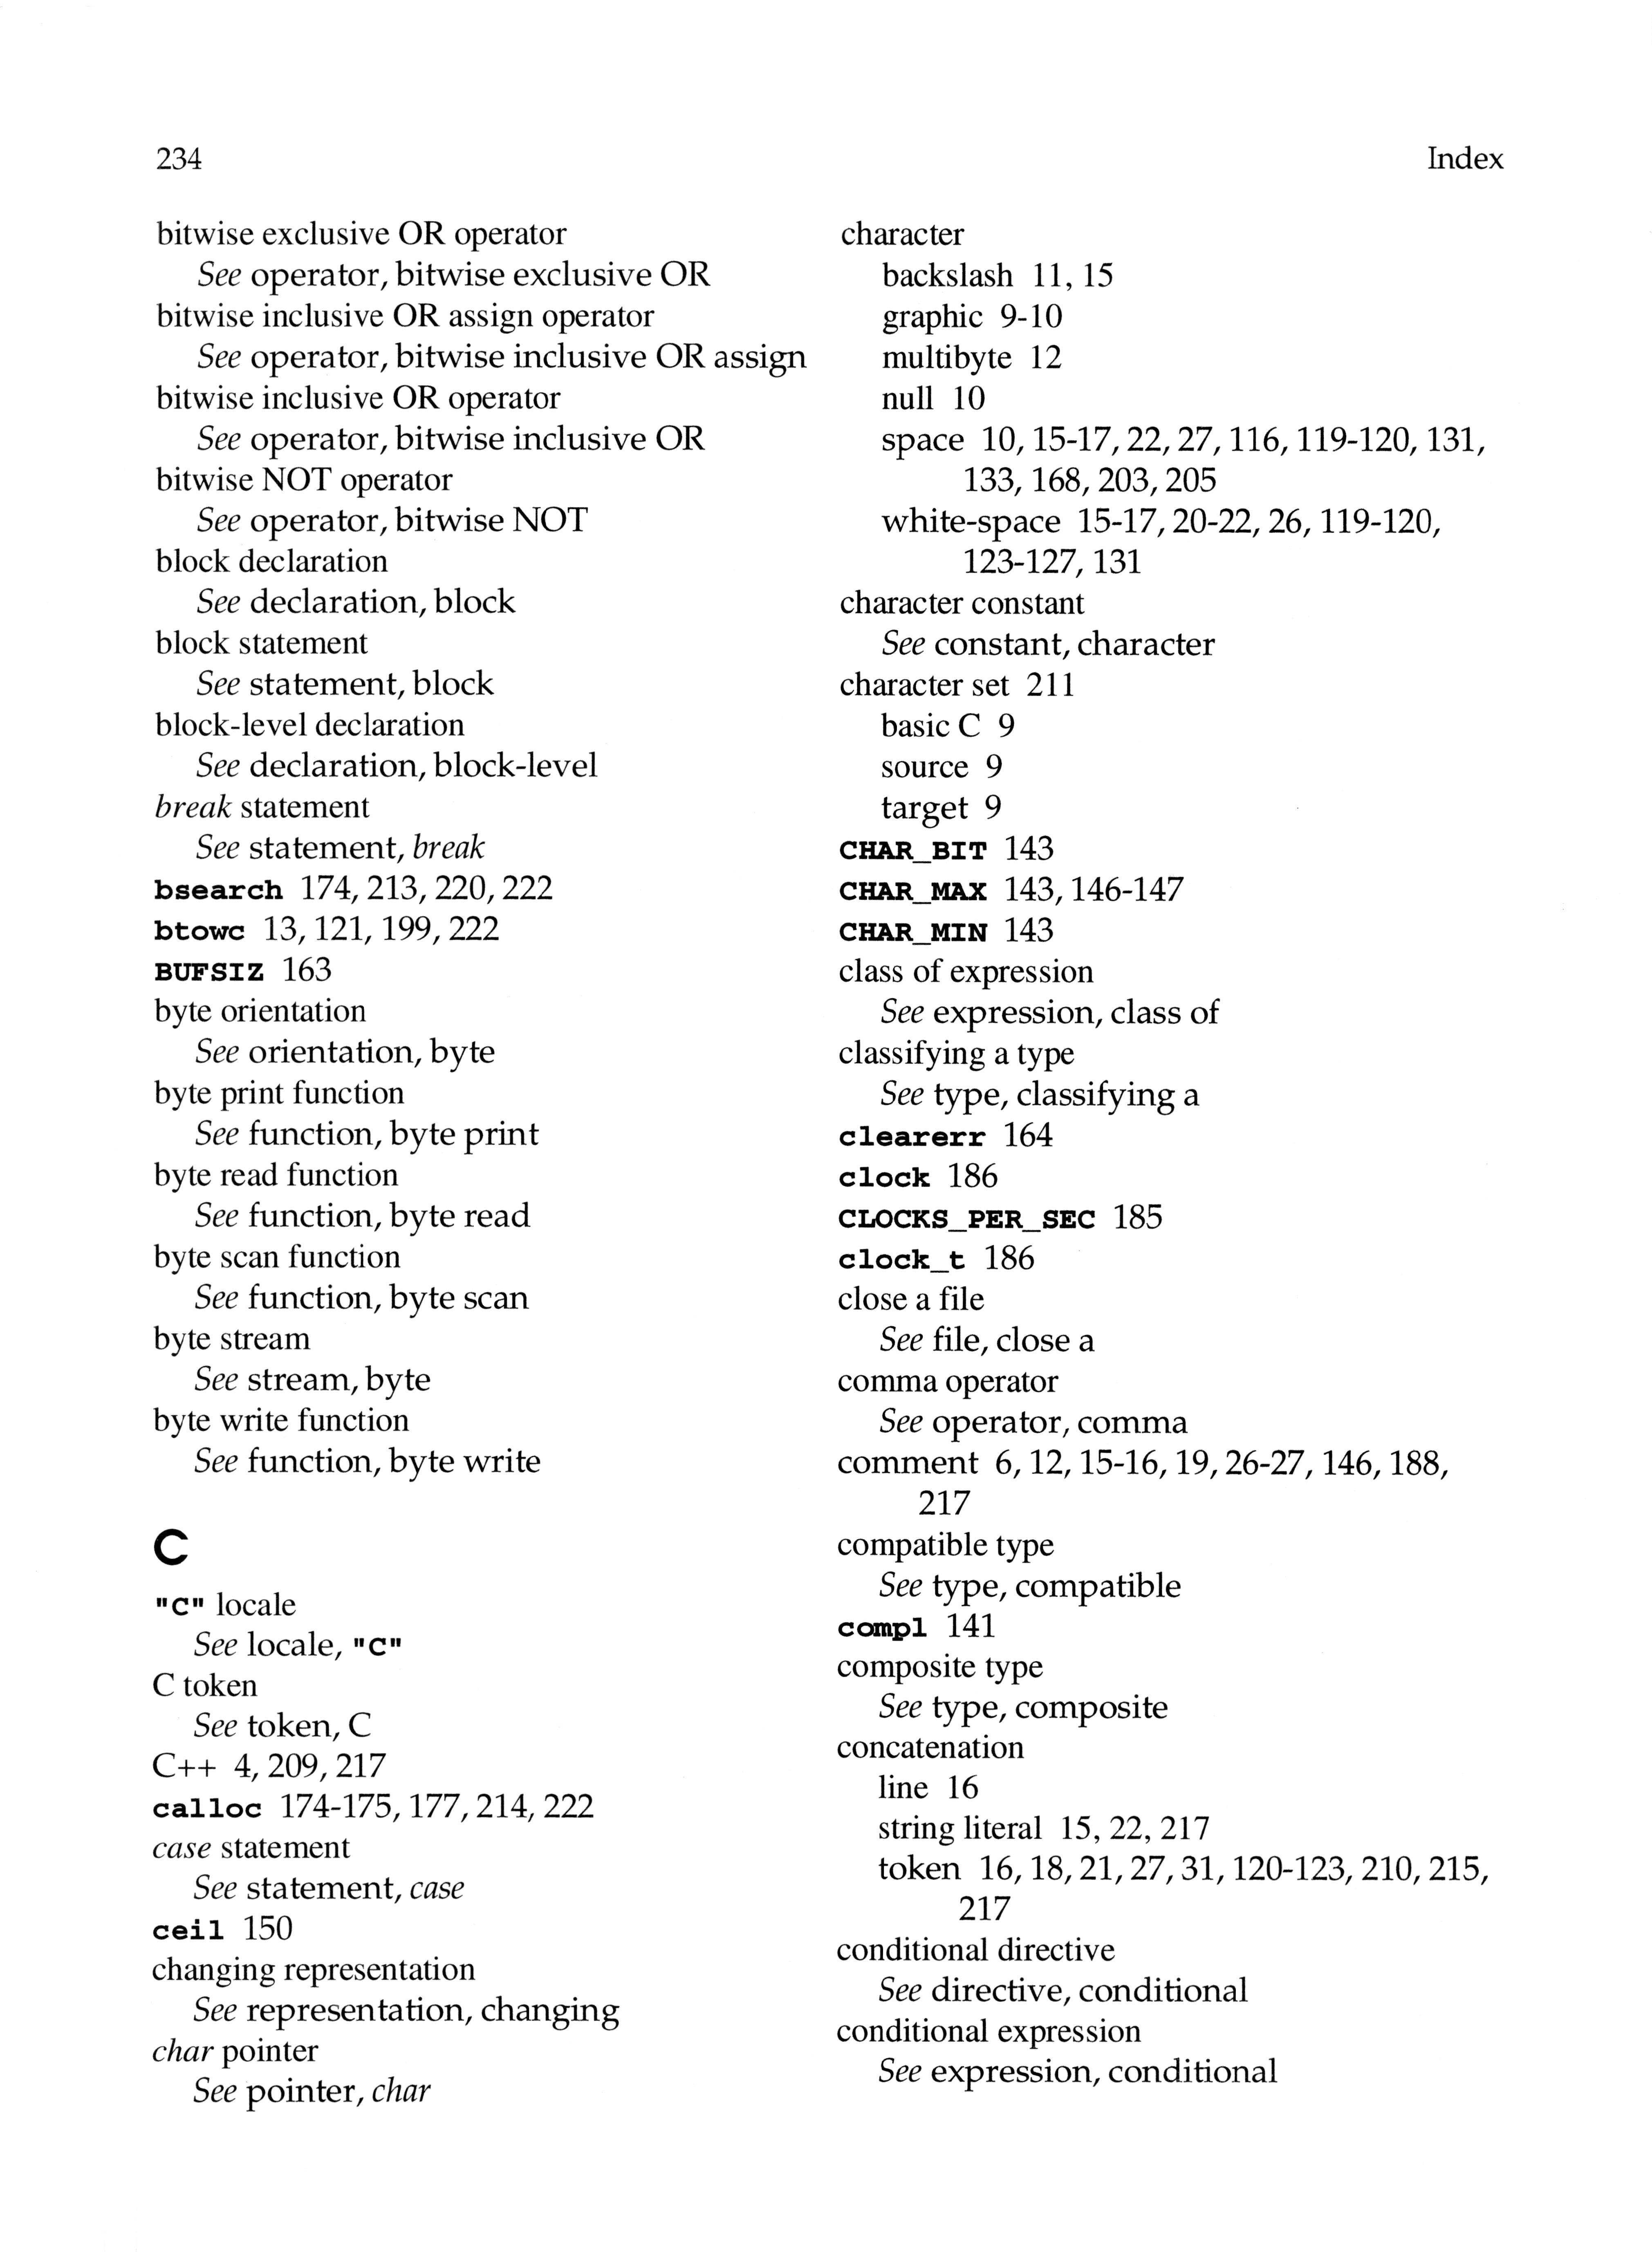 234
Index
bitwise exclusive OR operator
See operator, bitwise exclusive OR
bitwise inclusive OR assign operator
See operator, bitwise inclusive OR assign
bitwise inclusive OR operator
See operator, bitwise inclusive OR
bitwise NOT operator
See operator, bitwise NOT
block declaration
See declaration, block
block statement
See statement, block
block-level declaration
See declaration, block-level
break statement
See statement, break
bsearch 174, 213, 220, 222
btowc 13, 121, 199, 222
BUFSIZ 163
byte orientation
See orientation, byte
byte print function
See function, byte print
byte read function
See function, byte read
byte scan function
See function, byte scan
byte stream
See stream, byte
byte write function
See function, byte write
C
"C" locale
See locale, "C"
C token
See token, C
C++ 4, 209, 217
calloc 174-175, 177, 214, 222
case statement
See statement, case
ceil 150
changing representation
See representation, changing
char pointer
See pointer, char
character
backslash 11, 15
graphic 9-10
multibyte 12
null 10
space 10, 15-17, 22, 27, 116, 119-120, 131,
133, 168, 203, 205
white-space 15-17, 20-22, 26, 119-120,
123-127, 131
character constant
See constant, character
character set 211
basic C 9
source 9
target 9
CHAR_BIT 143
CHAR_MAX 143, 146-147
CHAR_MIN 143
class of expression
See expression, class of
classifying a type
See type, classifying a
clearerr 164
clock 186
CLOCKS_PER_SEC 185
clock_t 186
close a file
See file, close a
comma operator
See operator, comma
comment 6, 12, 15-16, 19, 26-27, 146, 188,
217
compatible type
See type, compatible
compl 141
composite type
See type, composite
concatenation
line 16
string literal 15, 22, 217
token 16, 18, 21, 27, 31, 120-123, 210, 215,
217
conditional directive
See directive, conditional
conditional expression
See expression, conditional